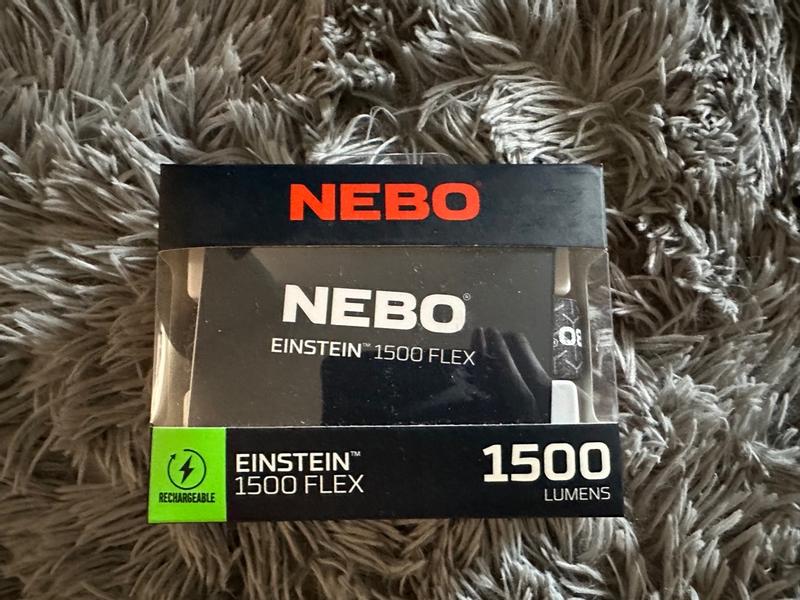 NEBO
NEBO®
EINSTEIN™ 1500 FLEX
RECHARGEABLE
EINSTEIN™
1500 FLEX
1500
LUMENS